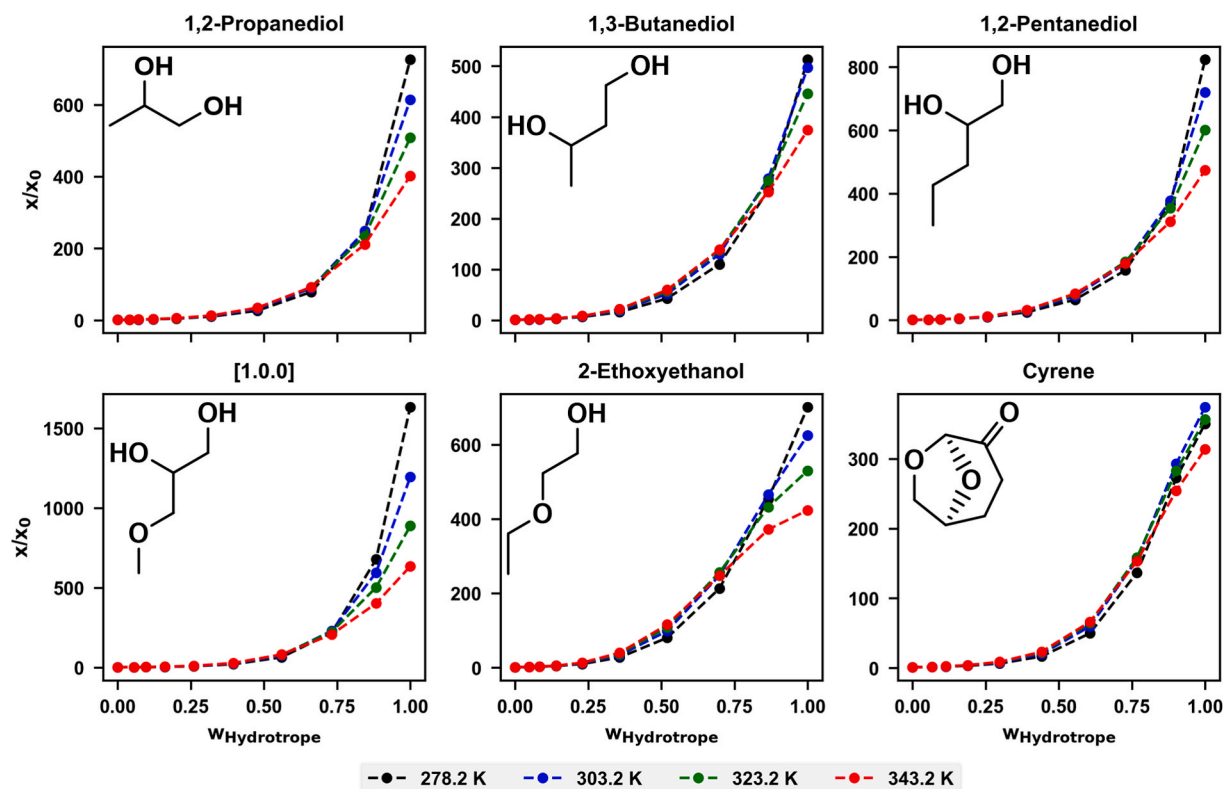 1,2-Propanediol
1,3-Butanediol
1,2-Pentanediol
x/x0
600
400
200
0
OH
OH
500
400
300
200
100
0
OH
HO
800
600
400
200
0
OH
HO
[1.0.0]
2-Ethoxyethanol
Cyrene
x/x0
1500
1000
500
0
OH
HO
O
600
400
200
0
OH
O
300
200
100
0
O
O
O
0.00 0.25 0.50 0.75 1.00
0.00 0.25 0.50 0.75 1.00
0.00 0.25 0.50 0.75 1.00
wHydrotrope
wHydrotrope
wHydrotrope
278.2 K 303.2 K 323.2 K 343.2 K